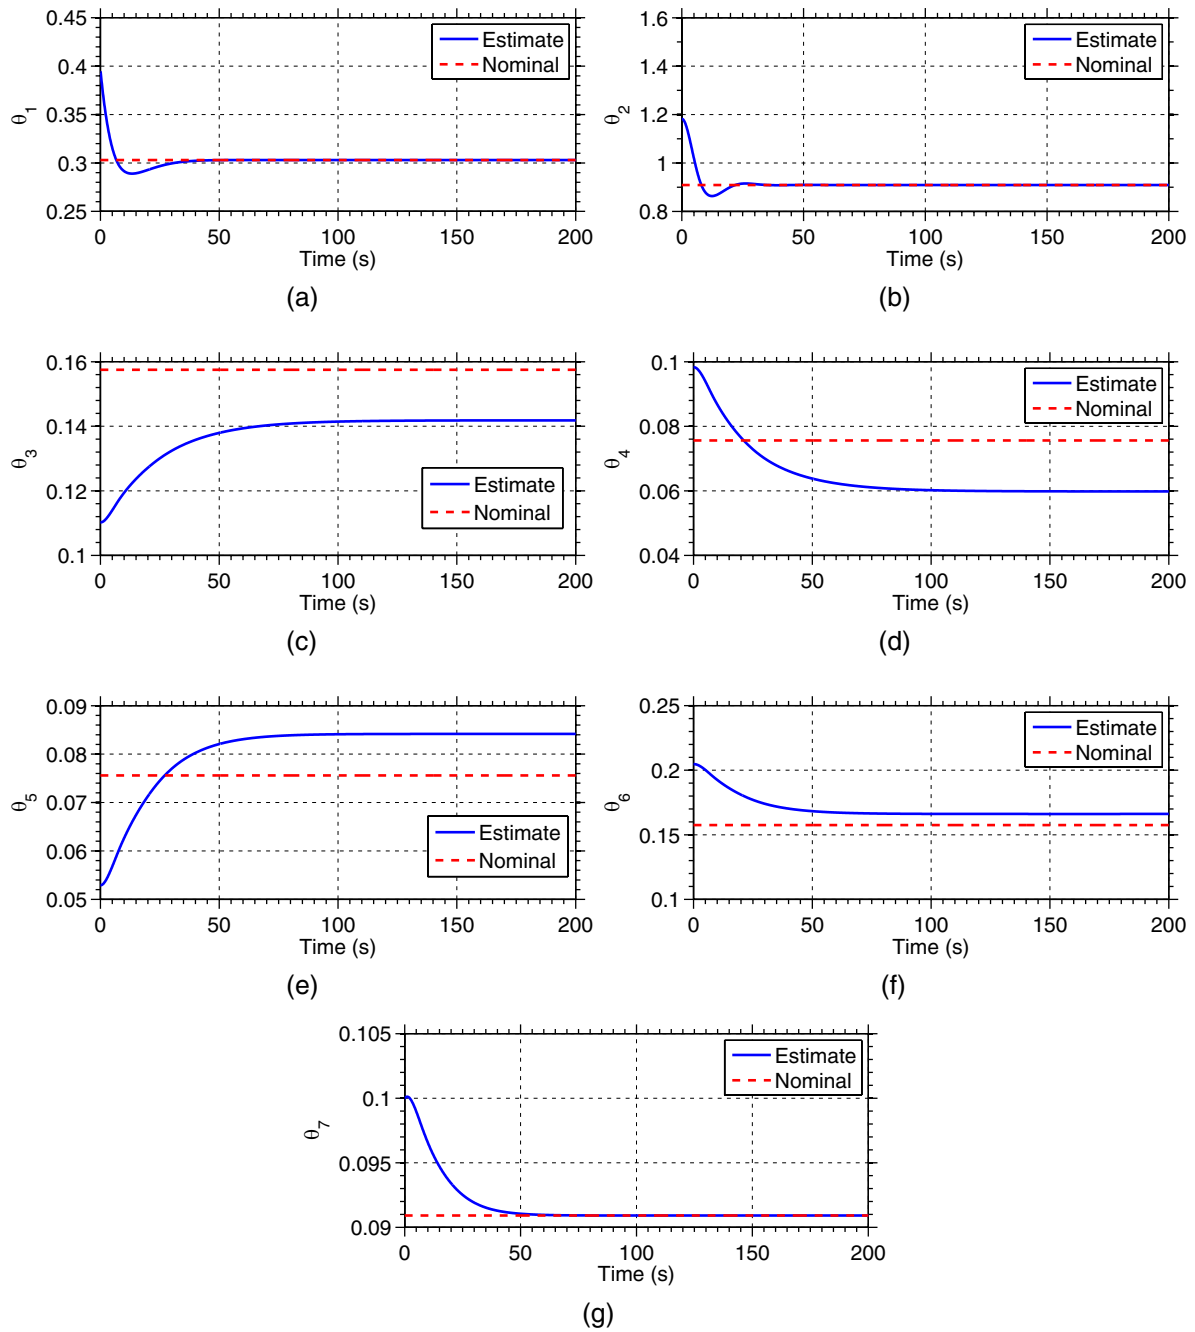 0.45
0.4
0.35
0.3
0.25
θ1
0 50 100 150 200
Time (s)
Estimate
Nominal
(a)
1.6
1.4
1.2
1
0.8
θ2
0 50 100 150 200
Time (s)
Estimate
Nominal
(b)
0.16
0.14
0.12
0.1
θ3
0 50 100 150 200
Time (s)
Estimate
Nominal
(c)
0.1
0.08
0.06
0.04
θ4
0 50 100 150 200
Time (s)
Estimate
Nominal
(d)
0.09
0.08
0.07
0.06
0.05
θ5
0 50 100 150 200
Time (s)
Estimate
Nominal
(e)
0.25
0.2
0.15
0.1
θ6
0 50 100 150 200
Time (s)
Estimate
Nominal
(f)
0.105
0.1
0.095
0.09
θ7
0 50 100 150 200
Time (s)
Estimate
Nominal
(g)